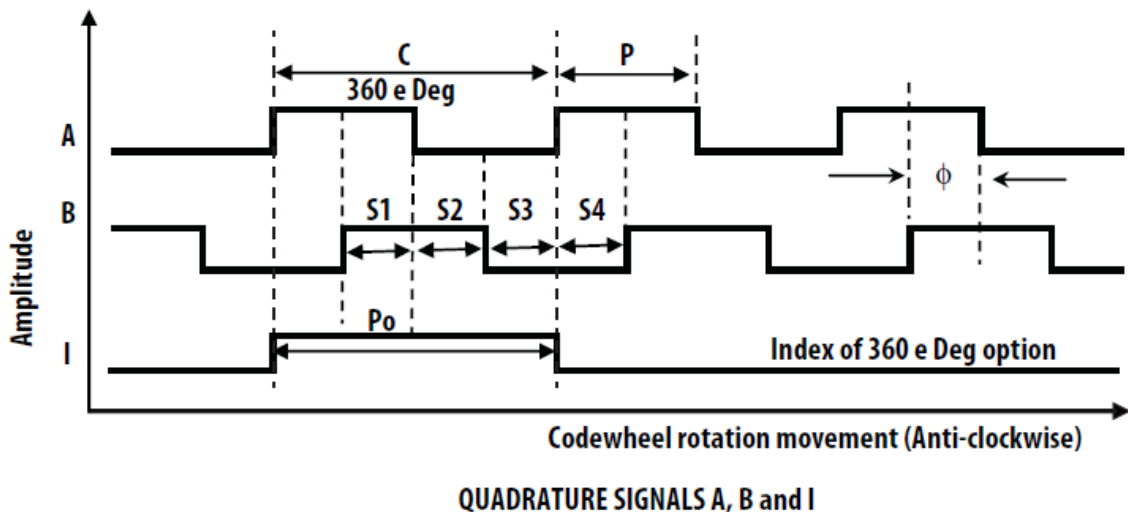 C
P
360 e Deg
A
ϕ
B
S1 S2 S3 S4
Amplitude
Po
I
Index of 360 e Deg option
Codewheel rotation movement (Anti-clockwise)
QUADRATURE SIGNALS A, B and I